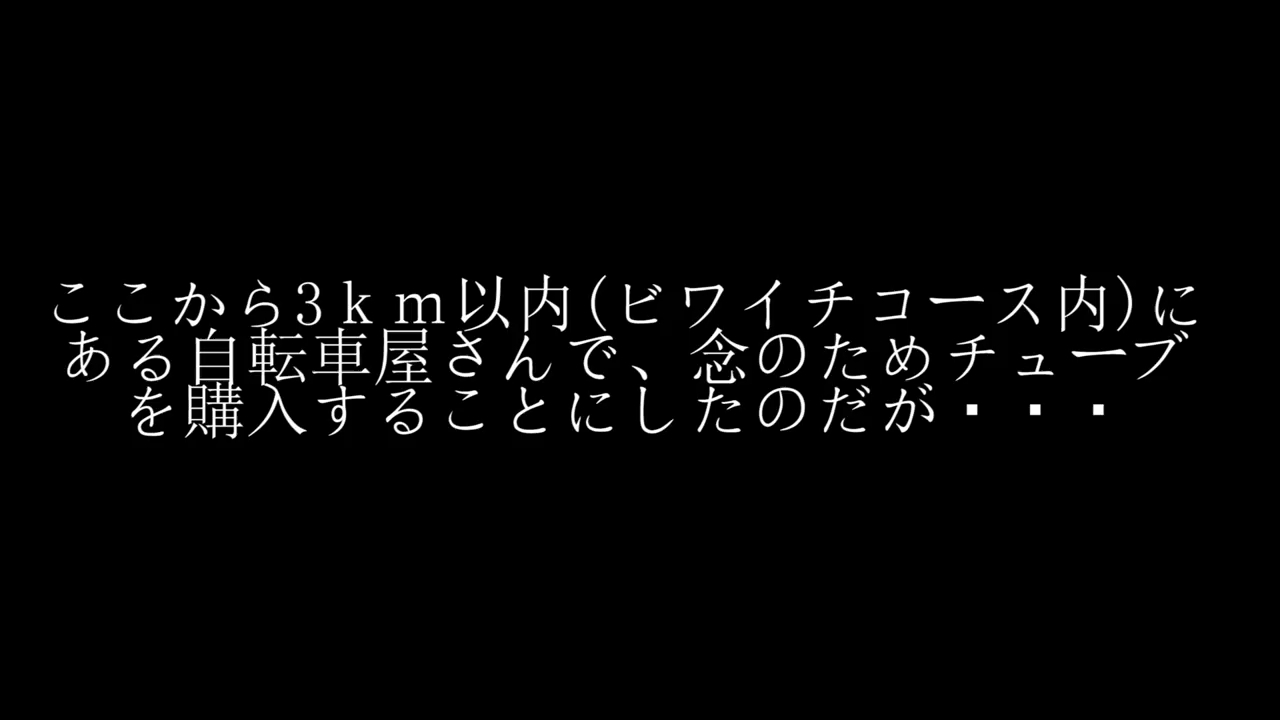 ここから3ｋｍ以内(ビワイチコース内)に
ある自転車屋さんで、念のためチューブ
を購入することにしたのだが・・・